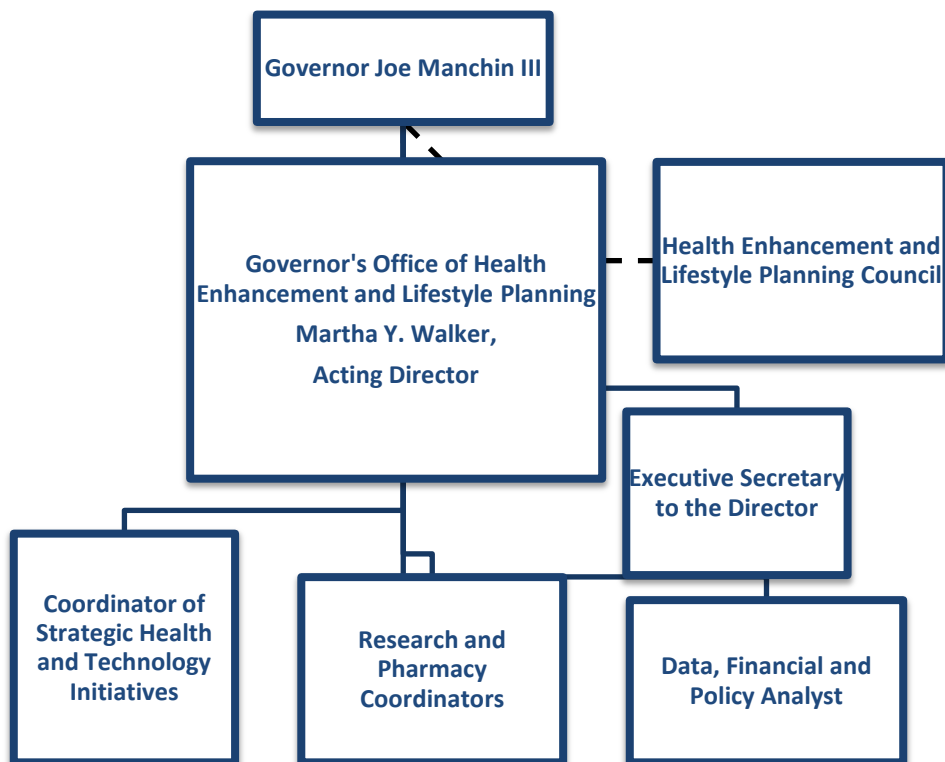 Governor Joe Manchin III
Governor's Office of Health
Enhancement and Lifestyle Planning
Martha Y. Walker,
Acting Director
Health Enhancement and
Lifestyle Planning Council
Executive Secretary
to the Director
Coordinator of
Strategic Health
and Technology
Initiatives
Research and
Pharmacy
Coordinators
Data, Financial and
Policy Analyst